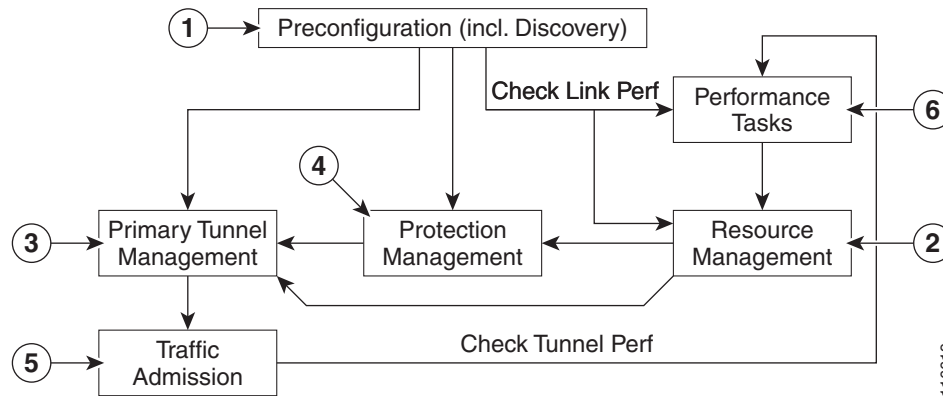 1
Preconfiguration (incl. Discovery)
Check Link Perf
Performance
Tasks
6
4
3
Primary Tunnel
Management
Protection
Management
Resource
Management
2
5
Traffic
Admission
Check Tunnel Perf